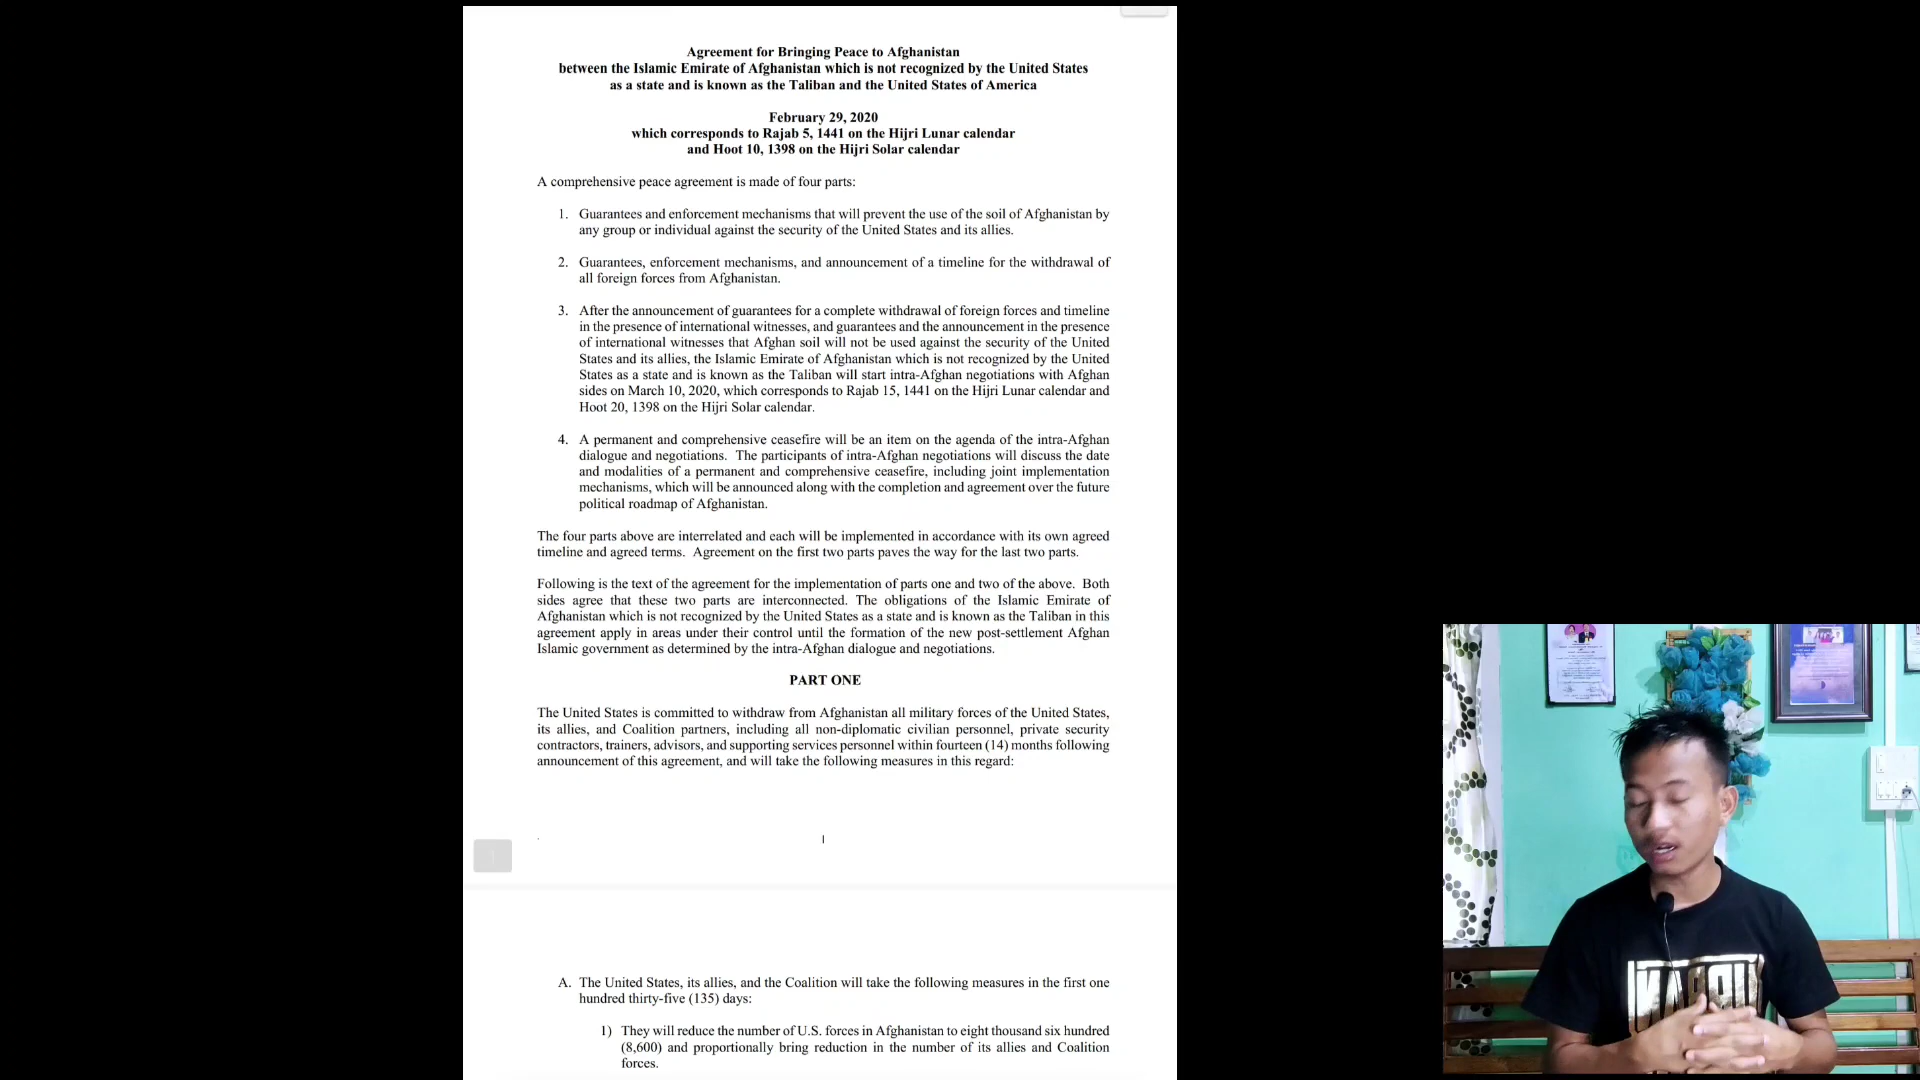 Agreement for Bringing Peace to Afghanistan
between the Islamic Emirate of Afghanistan which is not recognized by the United States
as a state and is known as the Taliban and the United States of America
February 29, 2020
which corresponds to Rajab 5, 1441 on the Hijri Lunar calendar
and Hoot 10, 1398 on the Hijri Solar calendar
A comprehensive peace agreement is made of four parts:
1. Guarantees and enforcement mechanisms that will prevent the use of the soil of Afghanistan by
any group or individual against the security of the United States and its allies.
2. Guarantees, enforcement mechanisms, and announcement of a timeline for the withdrawal of
all foreign forces from Afghanistan.
3. After the announcement of guarantees for a complete withdrawal of foreign forces and timeline
in the presence of international witnesses, and guarantees and the announcement in the presence
of international witnesses that Afghan soil will not be used against the security of the United
States and its allies, the Islamic Emirate of Afghanistan which is not recognized by the United
States as a state and is known as the Taliban will start intra-Afghan negotiations with Afghan
sides on March 10, 2020, which corresponds to Rajab 15, 1441 on the Hijri Lunar calendar and
Hoot 20, 1398 on the Hijri Solar calendar.
4. A permanent and comprehensive ceasefire will be an item on the agenda of the intra-Afghan
dialogue and negotiations. The participants of intra-Afghan negotiations will discuss the date
and modalities of a permanent and comprehensive ceasefire, including joint implementation
mechanisms, which will be announced along with the completion and agreement over the future
political roadmap of Afghanistan.
The four parts above are interrelated and each will be implemented in accordance with its own agreed
timeline and agreed terms. Agreement on the first two parts paves the way for the last two parts.
Following is the text of the agreement for the implementation of parts one and two of the above. Both
sides agree that these two parts are interconnected. The obligations of the Islamic Emirate of
Afghanistan which is not recognized by the United States as a state and is known as the Taliban in this
agreement apply in areas under their control until the formation of the new post-settlement Afghan
Islamic government as determined by the intra-Afghan dialogue and negotiations.
PART ONE
The United States is committed to withdraw from Afghanistan all military forces of the United States,
its allies, and Coalition partners, including all non-diplomatic civilian personnel, private security
contractors, trainers, advisors, and supporting services personnel within fourteen (14) months following
announcement of this agreement, and will take the following measures in this regard:
1
A. The United States, its allies, and the Coalition will take the following measures in the first one
hundred thirty-five (135) days:
1) They will reduce the number of U.S. forces in Afghanistan to eight thousand six hundred
(8,600) and proportionally bring reduction in the number of its allies and Coalition
forces.